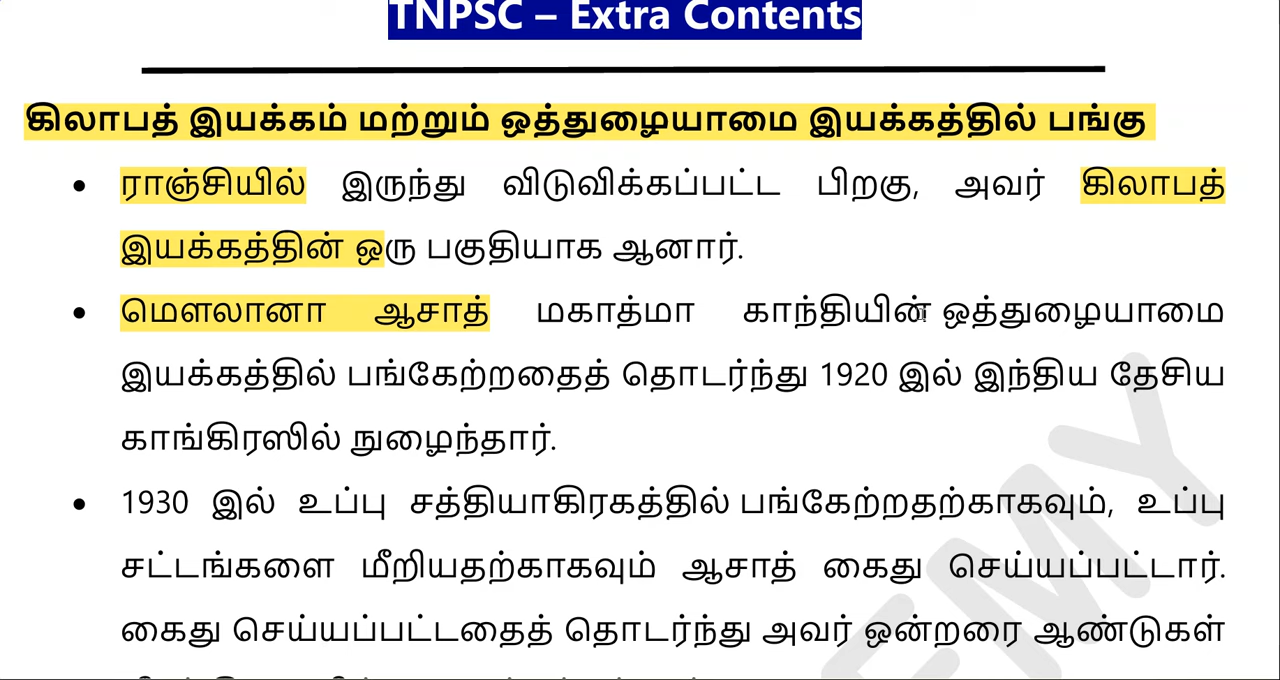 TNPSC – Extra Contents
கிலாபத் இயக்கம் மற்றும் ஒத்துழையாமை இயக்கத்தில் பங்கு
• ராஞ்சியில் இருந்து விடுவிக்கப்பட்ட பிறகு, அவர் கிலாபத்
இயக்கத்தின் ஒரு பகுதியாக ஆனார்.
• மௌலானா ஆசாத் மகாத்மா காந்தியின் ஒத்துழையாமை
இயக்கத்தில் பங்கேற்றதைத் தொடர்ந்து 1920 இல் இந்திய தேசிய
காங்கிரஸில் நுழைந்தார்.
• 1930 இல் உப்பு சத்தியாகிரகத்தில் பங்கேற்றதற்காகவும், உப்பு
சட்டங்களை மீறியதற்காகவும் ஆசாத் கைது செய்யப்பட்டார்.
கைது செய்யப்பட்டதைத் தொடர்ந்து அவர் ஒன்றரை ஆண்டுகள்